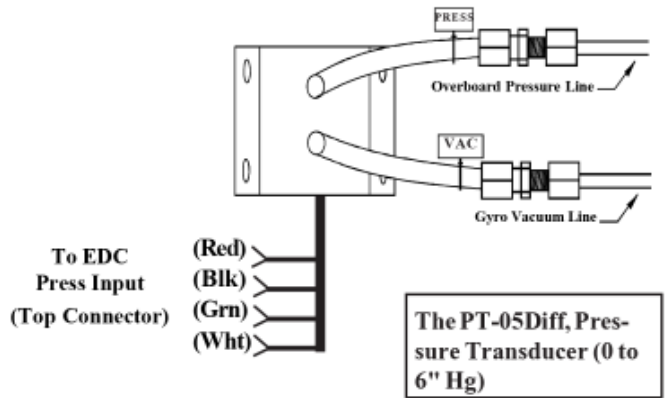 PRESS
Overboard Pressure Line
VAC
Gyro Vacuum Line
To EDC
Press Input
(Top Connector)
(Red)
(Blk)
(Grn)
(Wht)
The PT-05Diff, Pres-
sure Transducer (0 to
6" Hg)